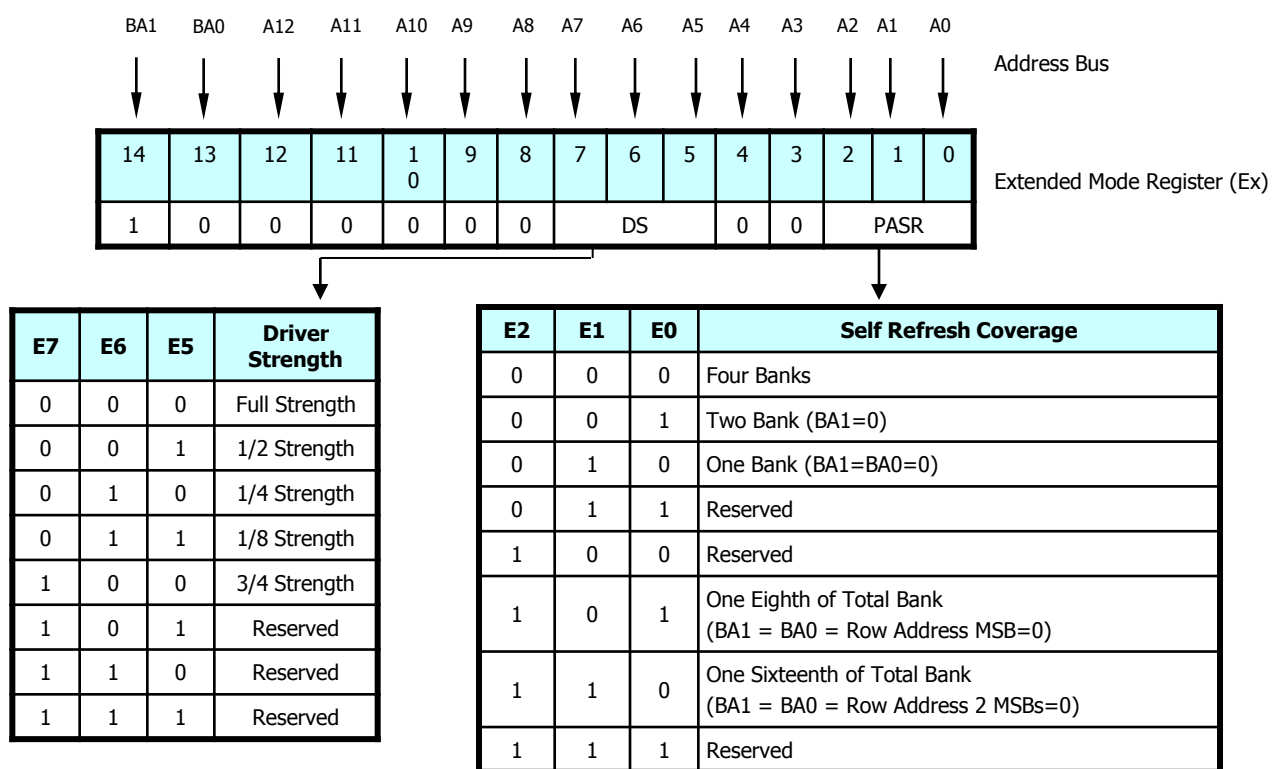 BA1 BA0 A12 A11 A10 A9 A8 A7 A6 A5 A4 A3 A2 A1 A0
Address Bus
14 13 12 11 10 9 8 7 6 5 4 3 2 1 0
Extended Mode Register (Ex)
1 0 0 0 0 0 0 DS 0 0 PASR
E7 E6 E5 Driver Strength
0 0 0 Full Strength
0 0 1 1/2 Strength
0 1 0 1/4 Strength
0 1 1 1/8 Strength
1 0 0 3/4 Strength
1 0 1 Reserved
1 1 0 Reserved
1 1 1 Reserved
E2 E1 E0 Self Refresh Coverage
0 0 0 Four Banks
0 0 1 Two Bank (BA1=0)
0 1 0 One Bank (BA1=BA0=0)
0 1 1 Reserved
1 0 0 Reserved
1 0 1 One Eighth of Total Bank
(BA1 = BA0 = Row Address MSB=0)
1 1 0 One Sixteenth of Total Bank
(BA1 = BA0 = Row Address 2 MSBs=0)
1 1 1 Reserved